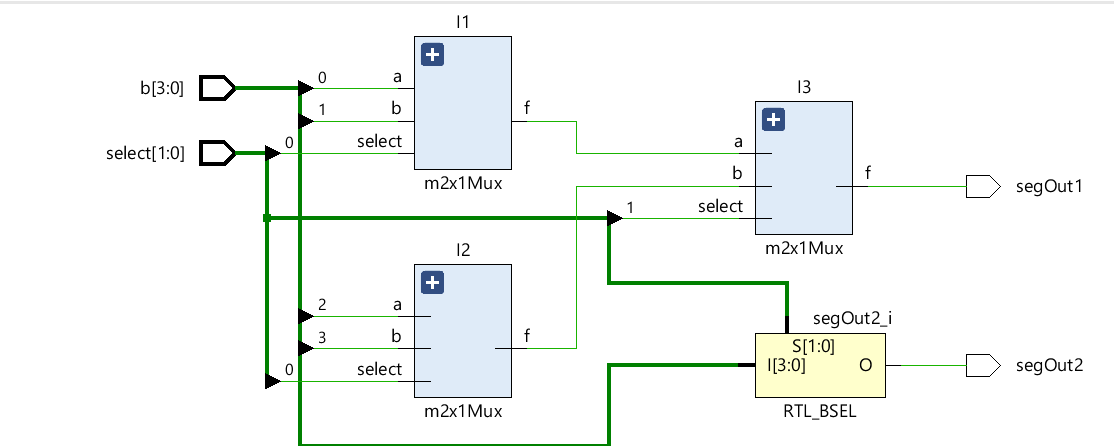 I1
b[3:0]
0
a
1
b
f
select[1:0]
0
select
m2x1Mux
I3
a
b
f
segOut1
1
select
m2x1Mux
I2
2
a
3
b
f
0
select
m2x1Mux
segOut2_i
S[1:0]
I[3:0]
O
segOut2
RTL_BSEL